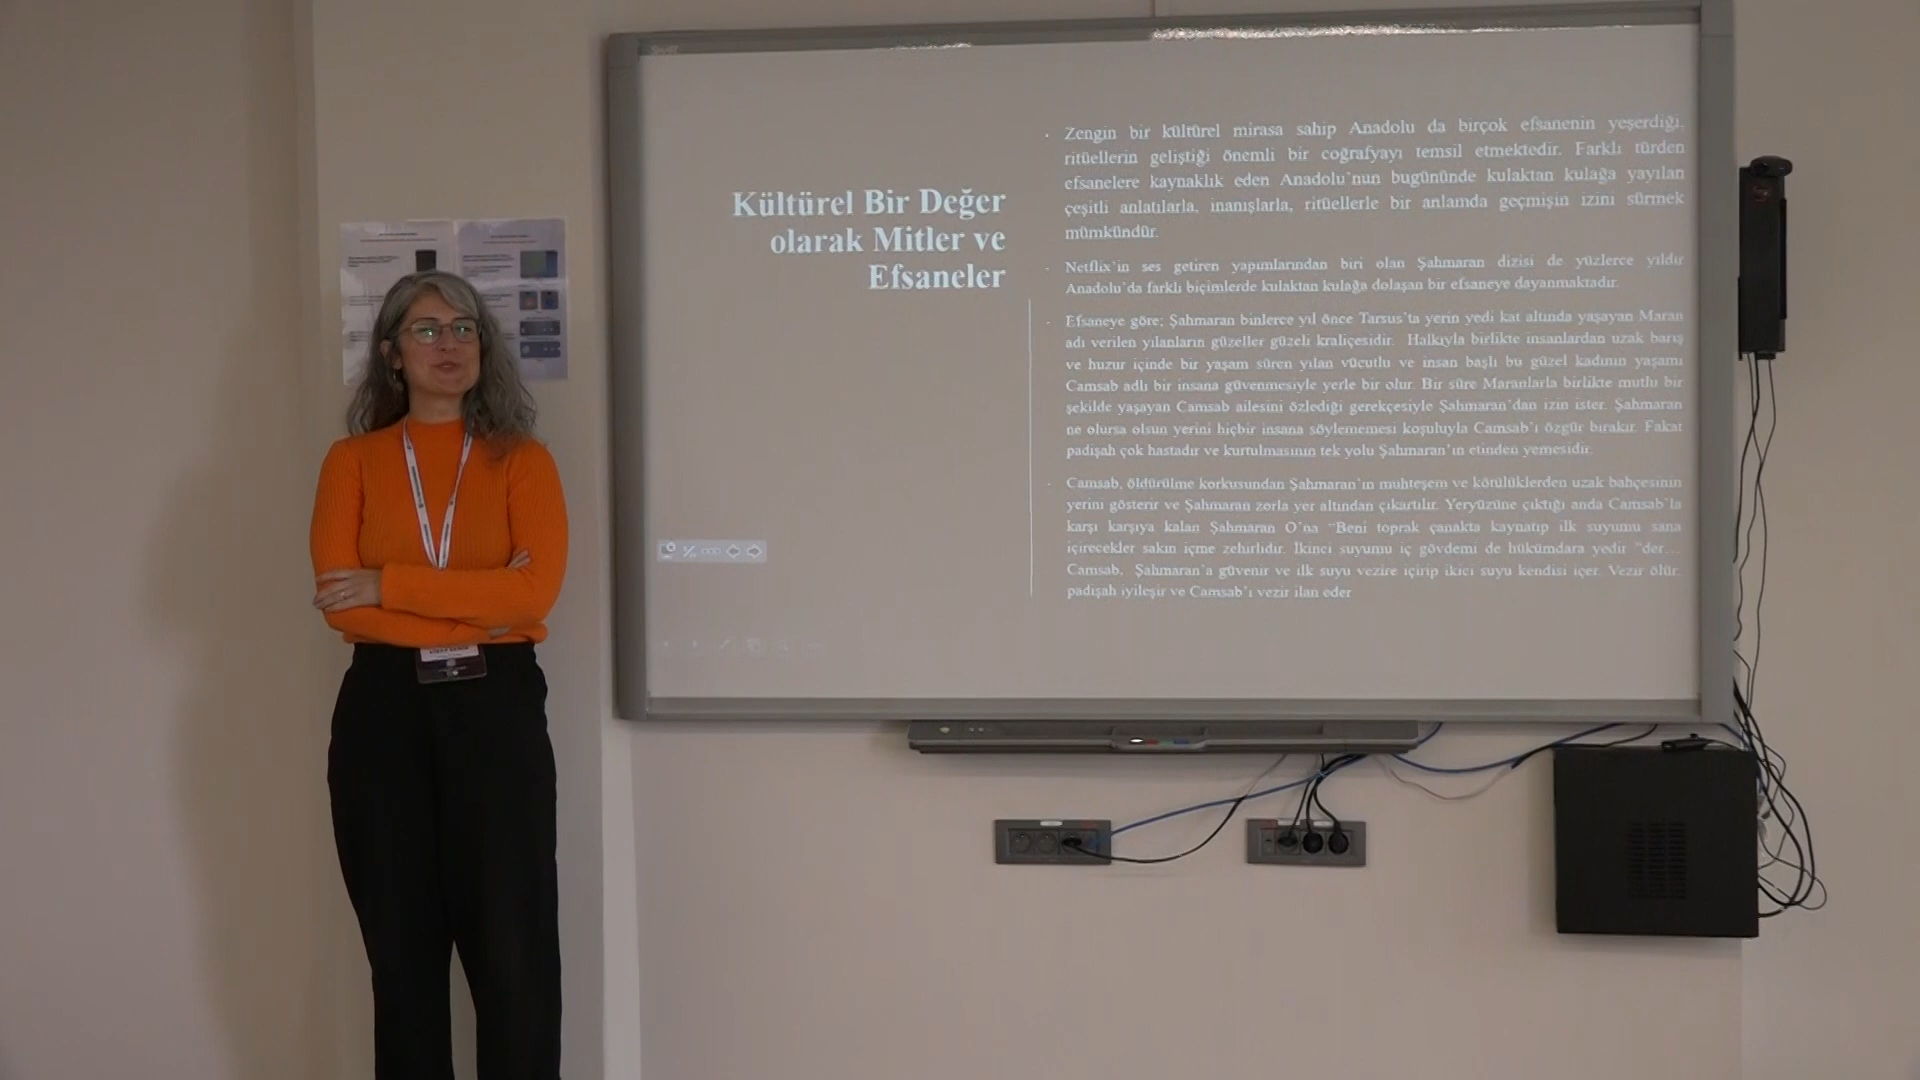 Kültürel Bir Değer
olarak Mitler ve
Efsaneler
Zengin bir kültürel mirasa sahip Anadolu da birçok efsanenin yeşerdiği,
ritüellerin geliştiği önemli bir coğrafyayı temsil etmektedir. Farklı türden
efsanelere kaynaklık eden Anadolu'nun bugününde kulaktan kulağa yayılan
çeşitli anlatılarla, inanışlarla, ritüellerle bir anlamda geçmişin izini sürmek
mümkündür.
Netflix'in ses getiren yapımlarından biri olan Şahmaran dizisi de yüzlerce yıldır
Anadolu'da farklı biçimlerde kulaktan kulağa dolaşan bir efsaneye dayanmaktadır.
Efsaneye göre; Şahmaran binlerce yıl önce Tarsus'ta yerin yedi kat altında yaşayan Maran
adı verilen yılanların güzeller güzeli kraliçesidir. Halkıyla birlikte insanlardan uzak barış
ve huzur içinde bir yaşam süren yılan vücutlu ve insan başlı bu güzel kadının yaşamı
Camsab adlı bir insana güvenmesiyle yerle bir olur. Bir süre Maranlarla birlikte mutlu bir
şekilde yaşayan Camsab ailesini özlediği gerekçesiyle Şahmaran'dan izin ister. Şahmaran
ne olursa olsun yerini hiçbir insana söylememesi koşuluyla Camsab'ı özgür bırakır. Fakat
padişah çok hastadır ve kurtulmasının tek yolu Şahmaran'ın etinden yemesidir.
Camsab, öldürülme korkusundan Şahmaran'ın muhteşem ve kötülüklerden uzak bahçesinin
yerini gösterir ve Şahmaran zorla yer altından çıkartılır. Yeryüzüne çıktığı anda Camsab'la
karşı karşıya kalan Şahmaran O'na "Beni toprak çanakta kaynatıp ilk suyumu sana
içirecekler sakın içme zehirlidir. İkinci suyumu iç gövdemi de hükümdara yedir "der...
Camsab, Şahmaran'a güvenir ve ilk suyu vezire içirip ikici suyu kendisi içer. Vezir ölür,
padişah iyileşir ve Camsab'ı vezir ilan eder